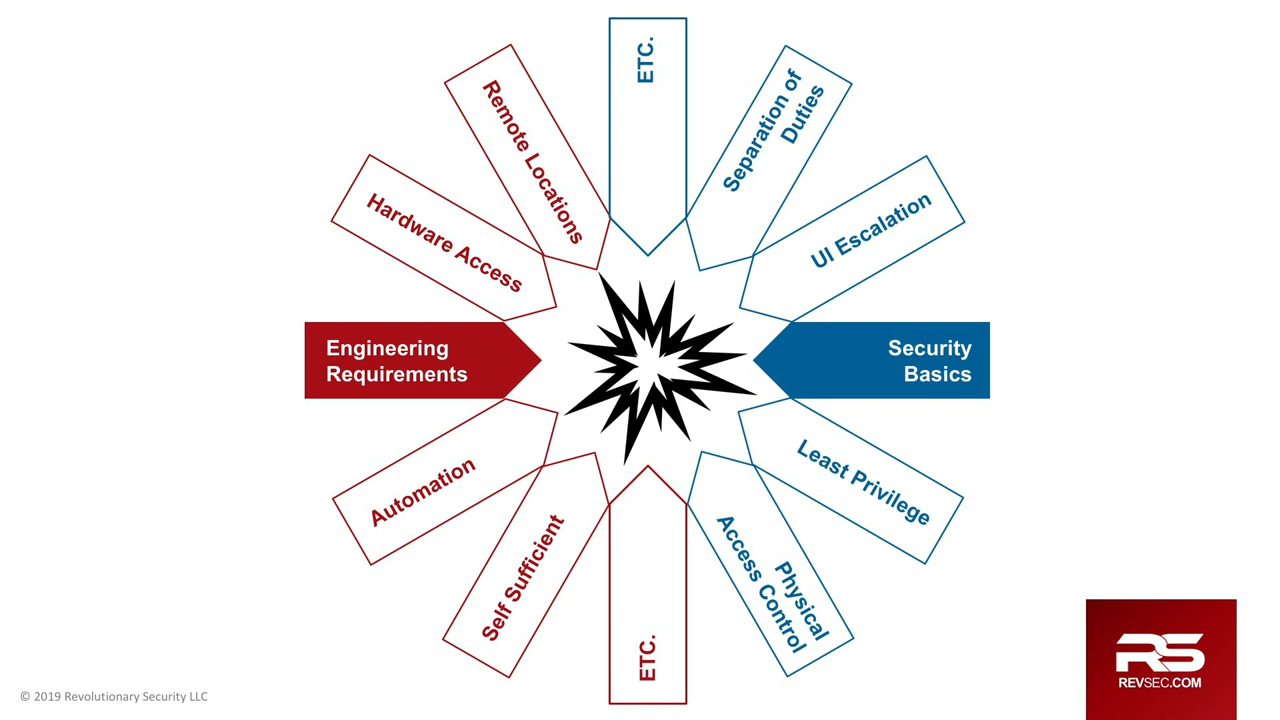 ETC.
Separation of
Duties
UI Escalation
Security
Basics
Least Privilege
Physical
Access Control
ETC.
Self Sufficient
Automation
Engineering
Requirements
Hardware Access
Remote Locations
© 2019 Revolutionary Security LLC
RS
REVSEC.COM